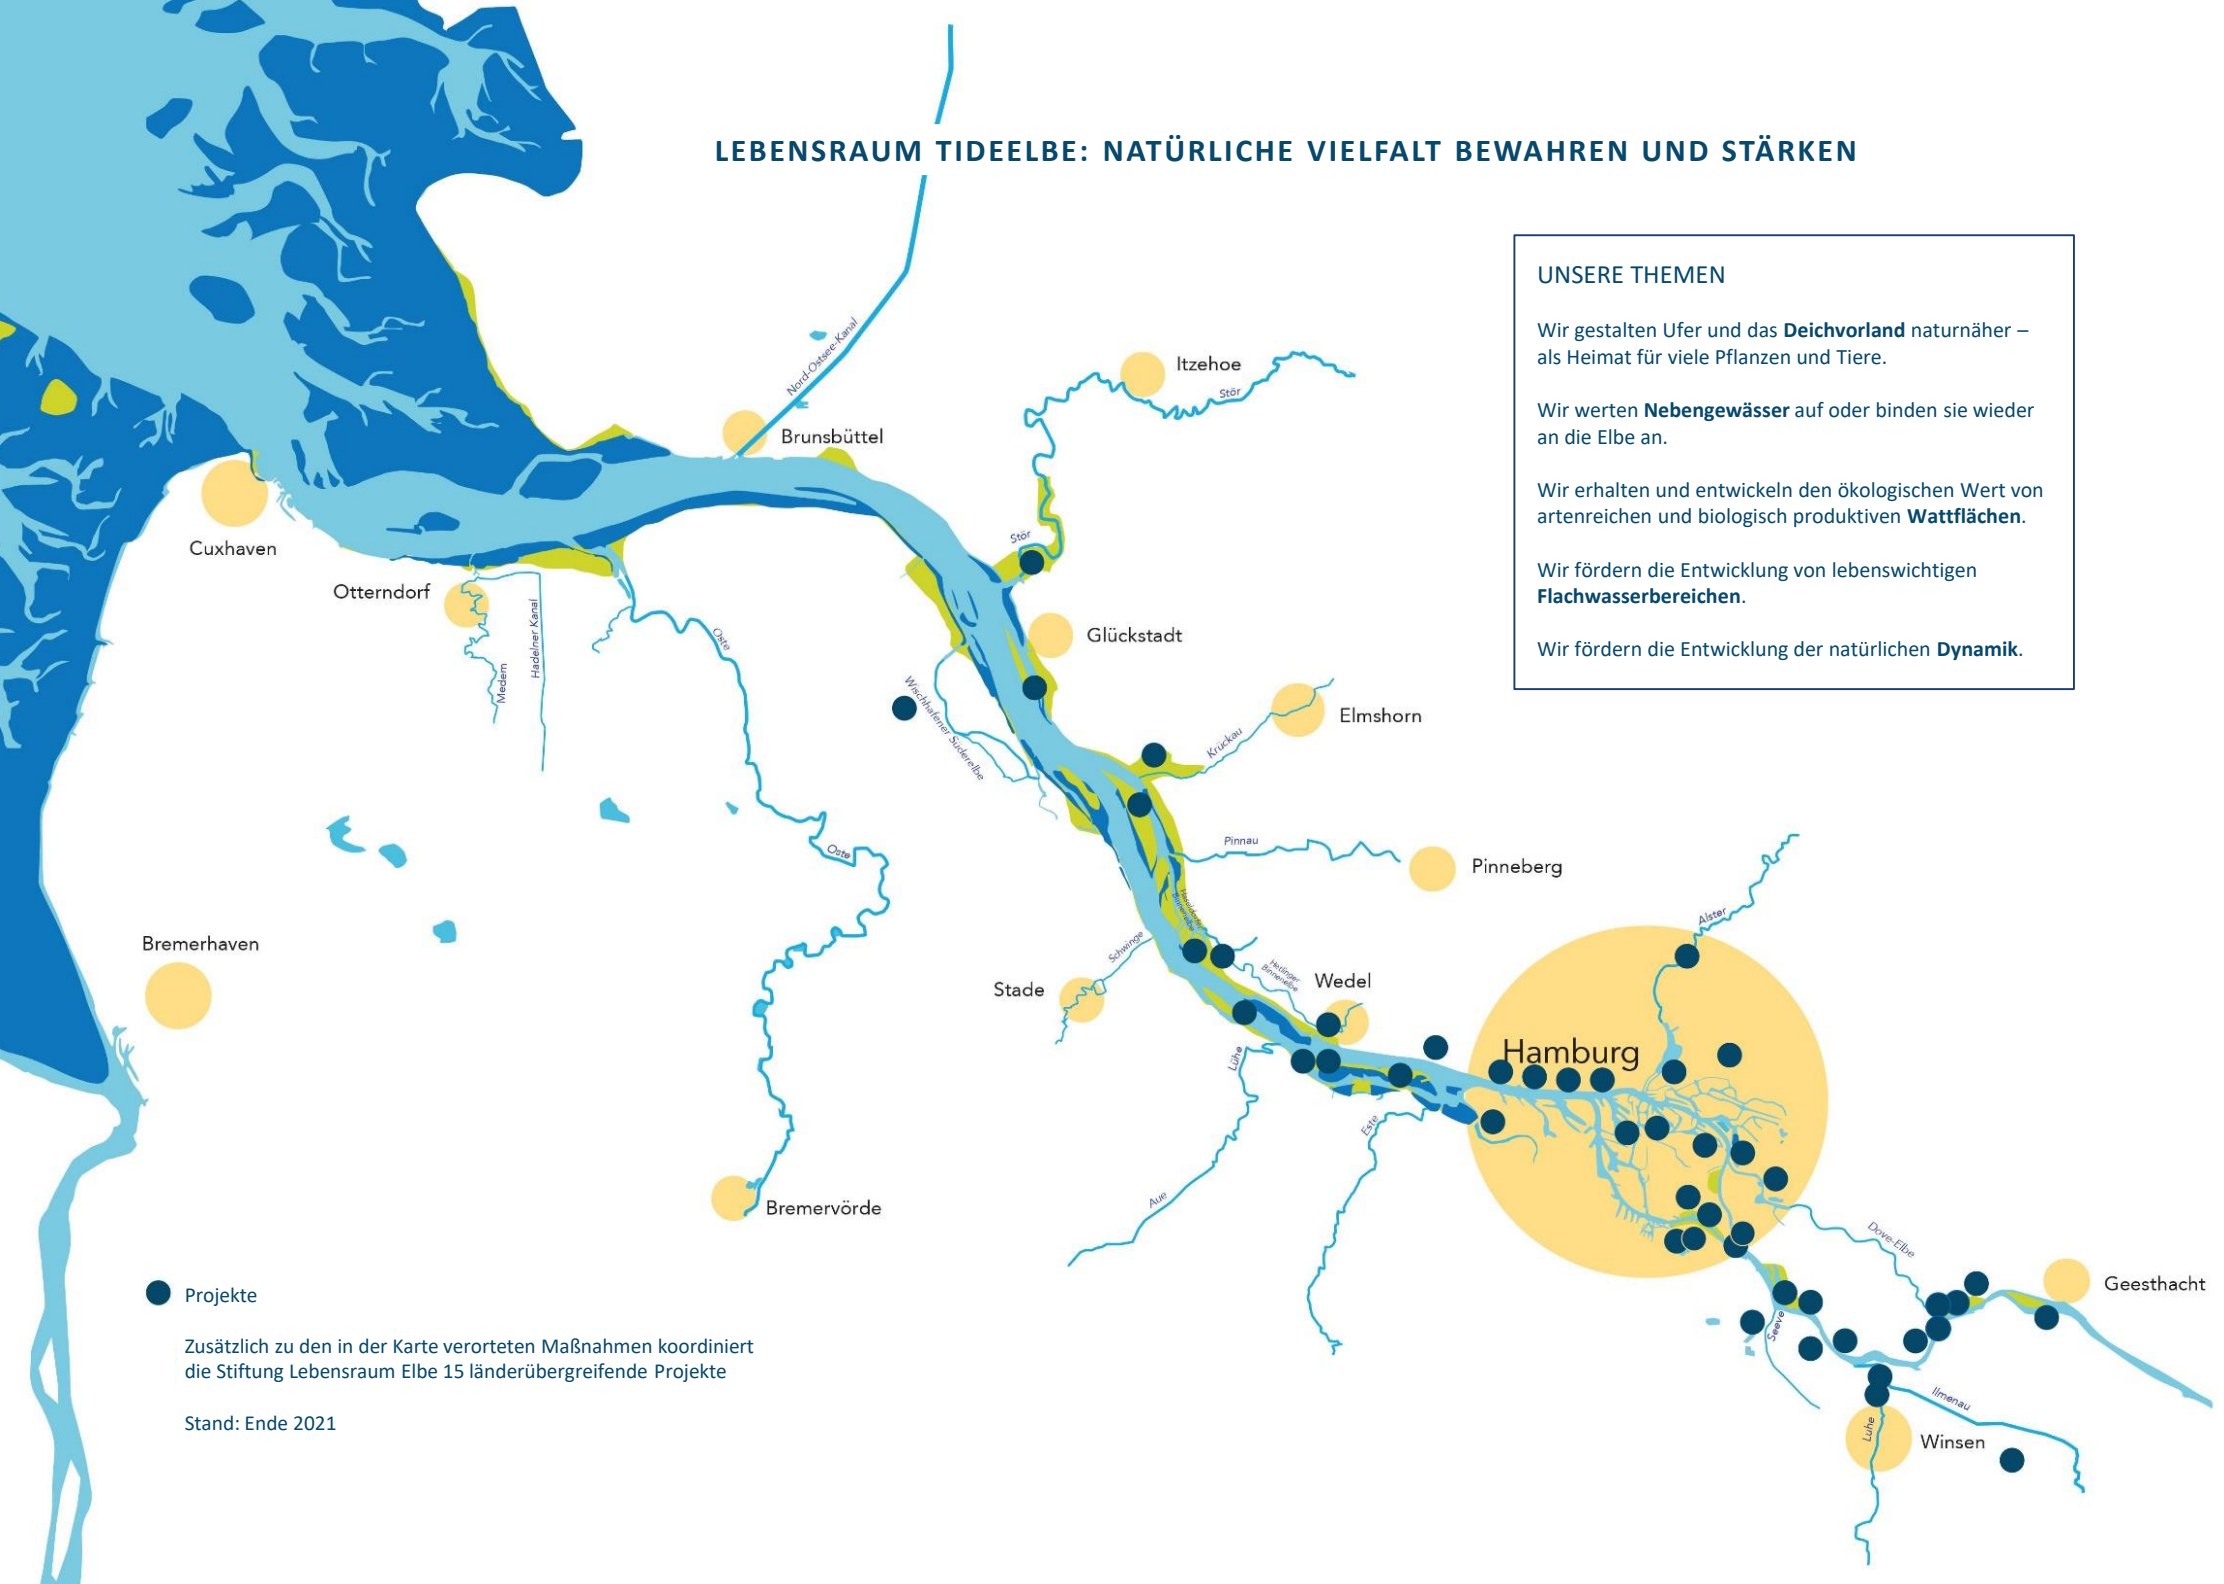 LEBENSRAUM TIDEELBE: NATÜRLICHE VIELFALT BEWAHREN UND STÄRKEN
UNSERE THEMEN
Wir gestalten Ufer und das Deichvorland naturnäher –
als Heimat für viele Pflanzen und Tiere.
Wir werten Nebengewässer auf oder binden sie wieder
an die Elbe an.
Wir erhalten und entwickeln den ökologischen Wert von
artenreichen und biologisch produktiven Wattflächen.
Wir fördern die Entwicklung von lebenswichtigen
Flachwasserbereichen.
Wir fördern die Entwicklung der natürlichen Dynamik.
Nord-Ostsee-Kanal
Itzehoe
Stör
Brunsbüttel
Cuxhaven
Stör
Otterndorf
Hadelner Kanal
Medem
Oste
Glückstadt
Wischhafener Süderelbe
Elmshorn
Krückau
Pinnau
Oste
Pinneberg
Haseldorfer
Binnenelbe
Alster
Bremerhaven
Schwinge
Hetlinger
Binnenelbe
Wedel
Stade
Hamburg
Lühe
Este
Aue
Bremervörde
Dove-Elbe
Geesthacht
Seeve
Ilmenau
Luhe
Winsen
Projekte
Zusätzlich zu den in der Karte verorteten Maßnahmen koordiniert
die Stiftung Lebensraum Elbe 15 länderübergreifende Projekte
Stand: Ende 2021